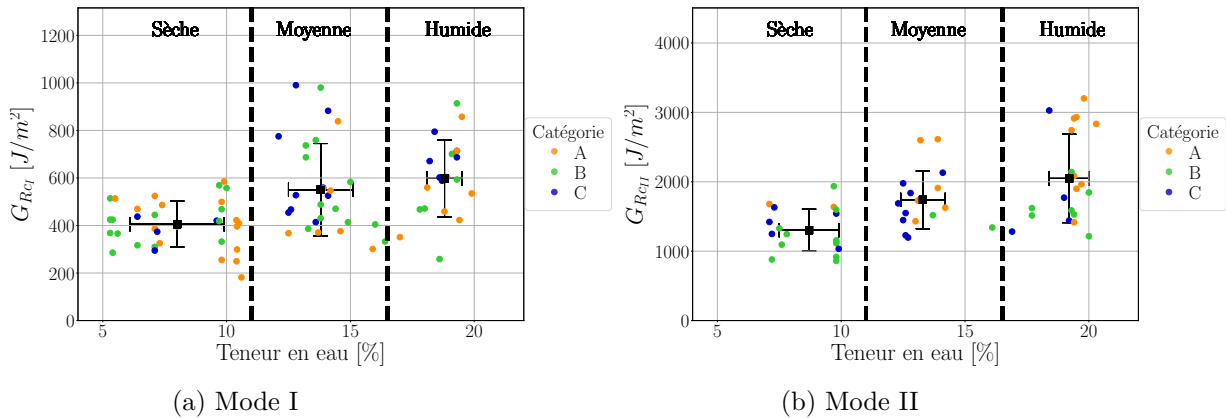 Sèche Moyenne Humide
1200
1000
800
600
400
200
0
G_{Rc_I} [J/m²]
5 10 15 20
Teneur en eau [%]
Catégorie
A
B
C
(a) Mode I
Sèche Moyenne Humide
4000
3000
2000
1000
0
G_{Rc_{II}} [J/m²]
5 10 15 20
Teneur en eau [%]
Catégorie
A
B
C
(b) Mode II